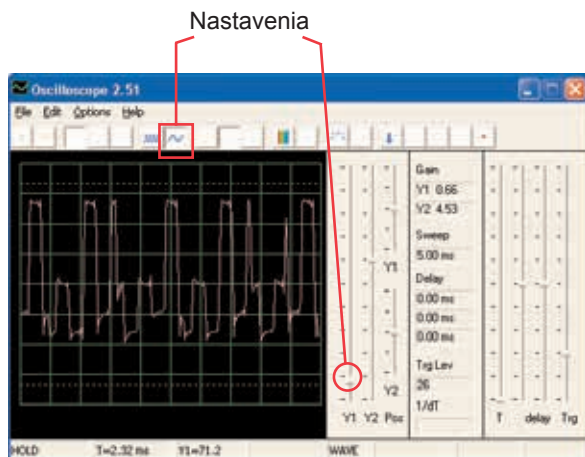 Nastavenia
Oscilloscope 2.51
File Edit Options Help
Gain
Y1 0.66
Y2 4.53
Sweep
5.00 ms
Y1
Delay
0.00 ms
0.00 ms
0.00 ms
Trg Lev
26
Y2
1/dT
Y1 Y2 Pos
T delay Trg
HOLD T=2.32 ms Y1=71.2 WAVE